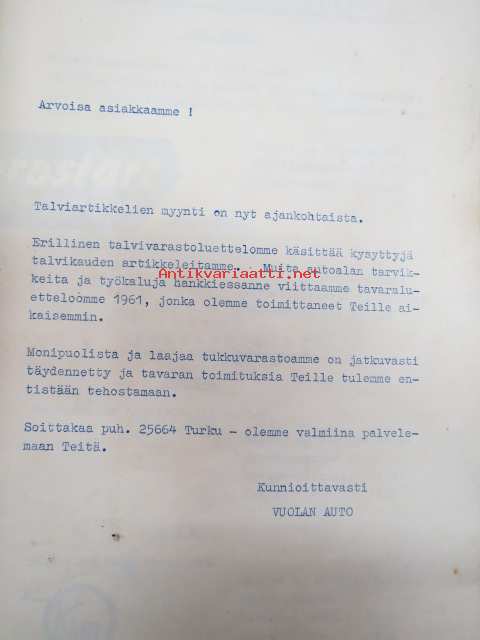 Arvoisa asiakkaamme !
Talviartikkelien myynti on nyt ajankohtaista.
Erillinen talvivarastoluettelomme käsittää kysyttyjä
talvikauden artikkeleitamme. Muita autoalan tarvik-
Antikvariaatti.net
keita ja työkaluja hankkiessanne viittaamme tavaralu-
etteloomme 1961, jonka olemme toimittaneet Teille ai-
kaisemmin.
Monipuolista ja laajaa tukkuvarastoamme on jatkuvasti
täydennetty ja tavaran toimituksia Teille tulemme en-
tistään tehostamaan.
Soittakaa puh. 25664 Turku - olemme valmiina palvele-
maan Teitä.
Kunnioittavasti
VUOLAN AUTO